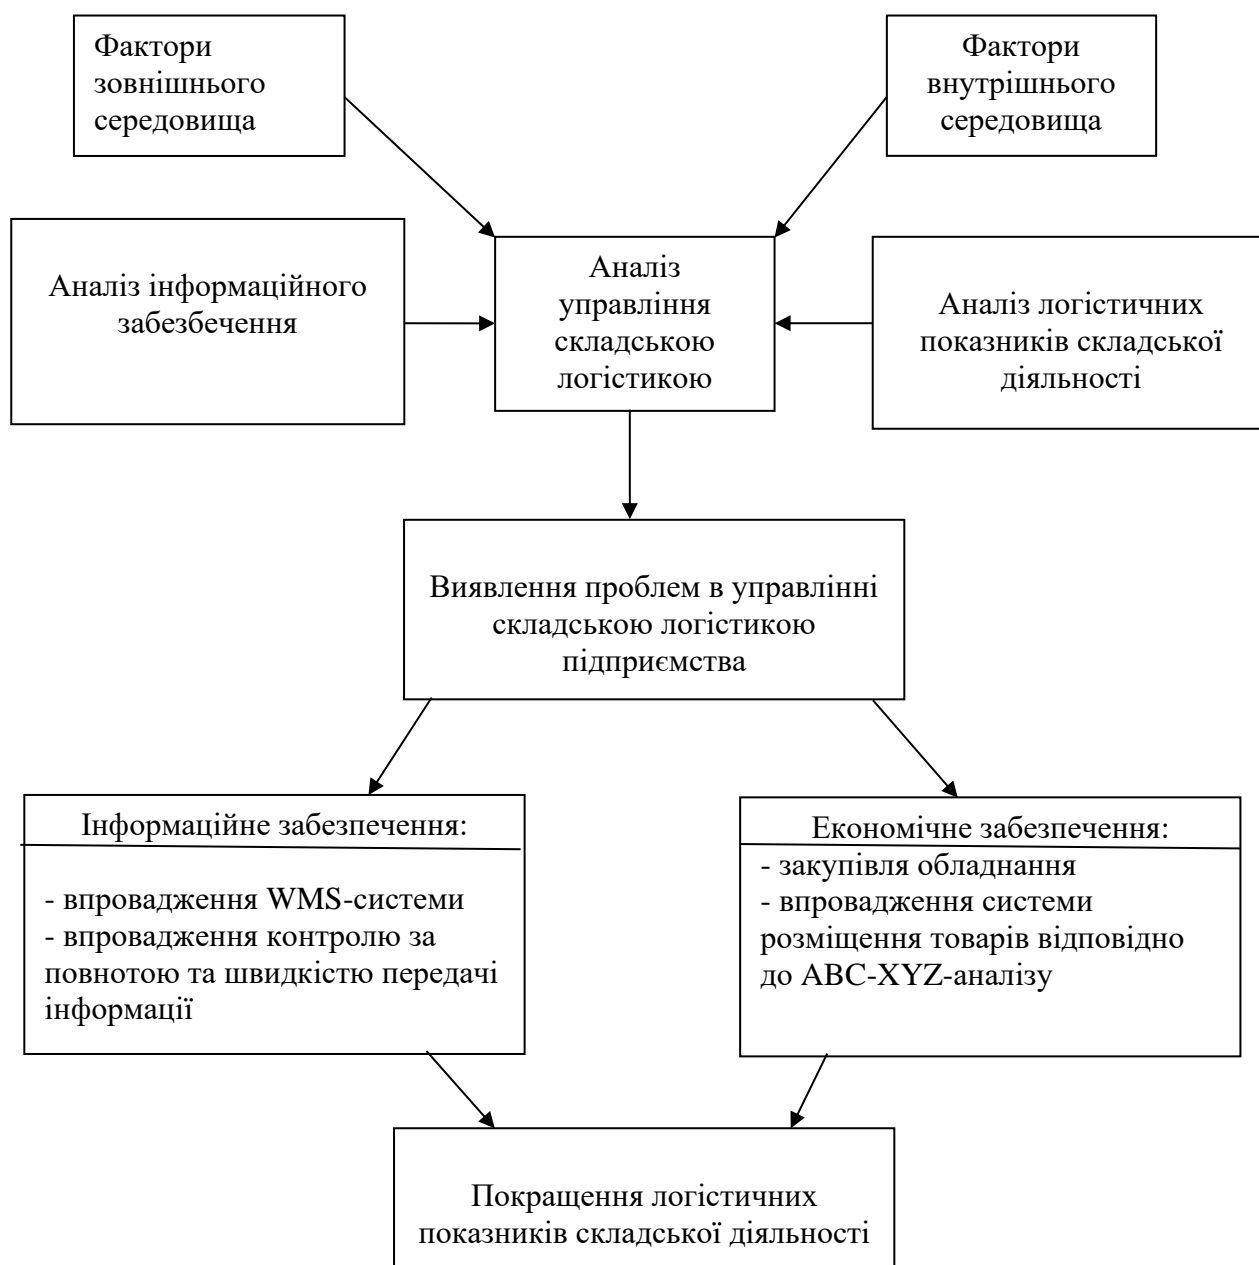 Фактори
зовнішнього
середовища
Фактори
внутрішнього
середовища
Аналіз інформаційного
забезбечення
Аналіз
управління
складською
логістикою
Аналіз логістичних
показників складської
діяльності
Виявлення проблем в управлінні
складською логістикою
підприємства
Інформаційне забезпечення:
- впровадження WMS-системи
- впровадження контролю за
повнотою та швидкістю передачі
інформації
Економічне забезпечення:
- закупівля обладнання
- впровадження системи
розміщення товарів відповідно
до ABC-XYZ-аналізу
Покращення логістичних
показників складської діяльності